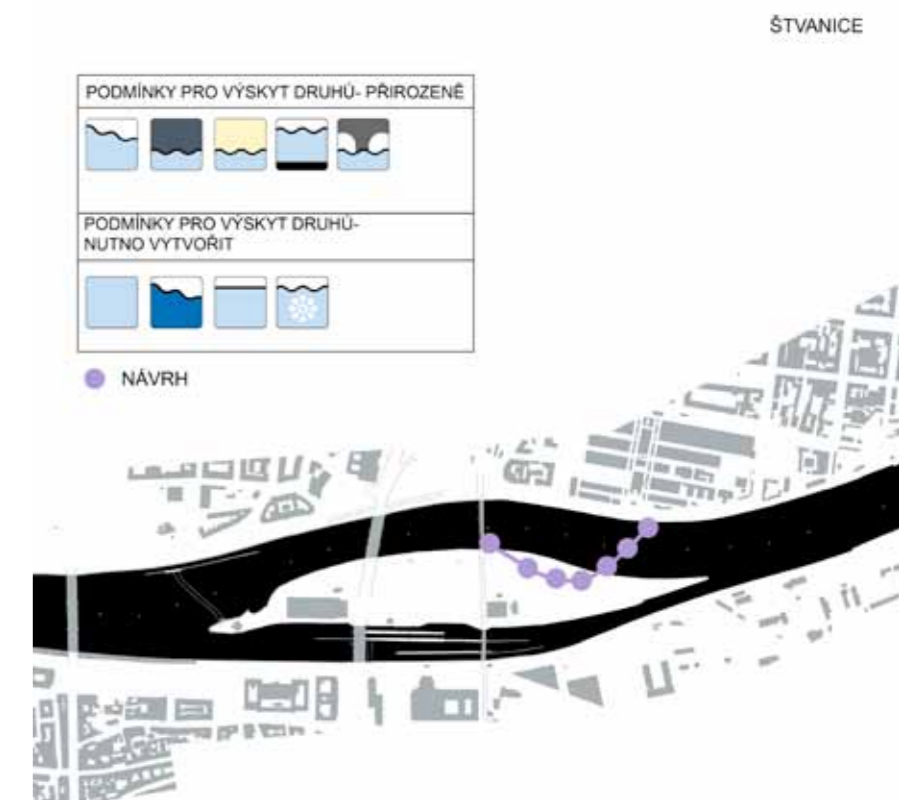 ŠTVANICE
PODMÍNKY PRO VÝSKYT DRUHŮ- PŘIROZENĚ
PODMÍNKY PRO VÝSKYT DRUHŮ-
NUTNO VYTVOŘIT
NÁVRH